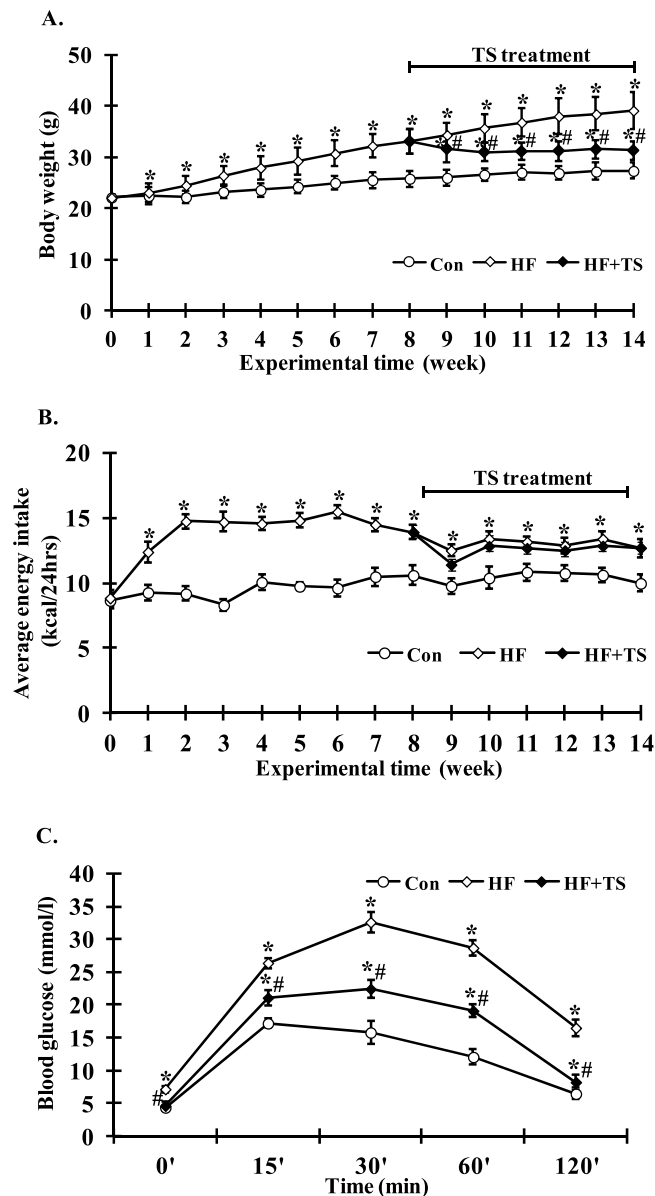 A.
TS treatment
50
40
30
20
10
0
Body weight (g)
* * * * * * * * * * * * * *
*# *# *# *# *# *#
Con HF HF+TS
0 1 2 3 4 5 6 7 8 9 10 11 12 13 14
Experimental time (week)
B.
TS treatment
20
15
10
5
0
Average energy intake
(kcal/24hrs)
* * * * * * * * * * * * * *
Con HF HF+TS
0 1 2 3 4 5 6 7 8 9 10 11 12 13 14
Experimental time (week)
C.
Con HF HF+TS
40
35
30
25
20
15
10
5
0
Blood glucose (mmol/l)
* * * * *
# *# *# *# *#
0' 15' 30' 60' 120'
Time (min)